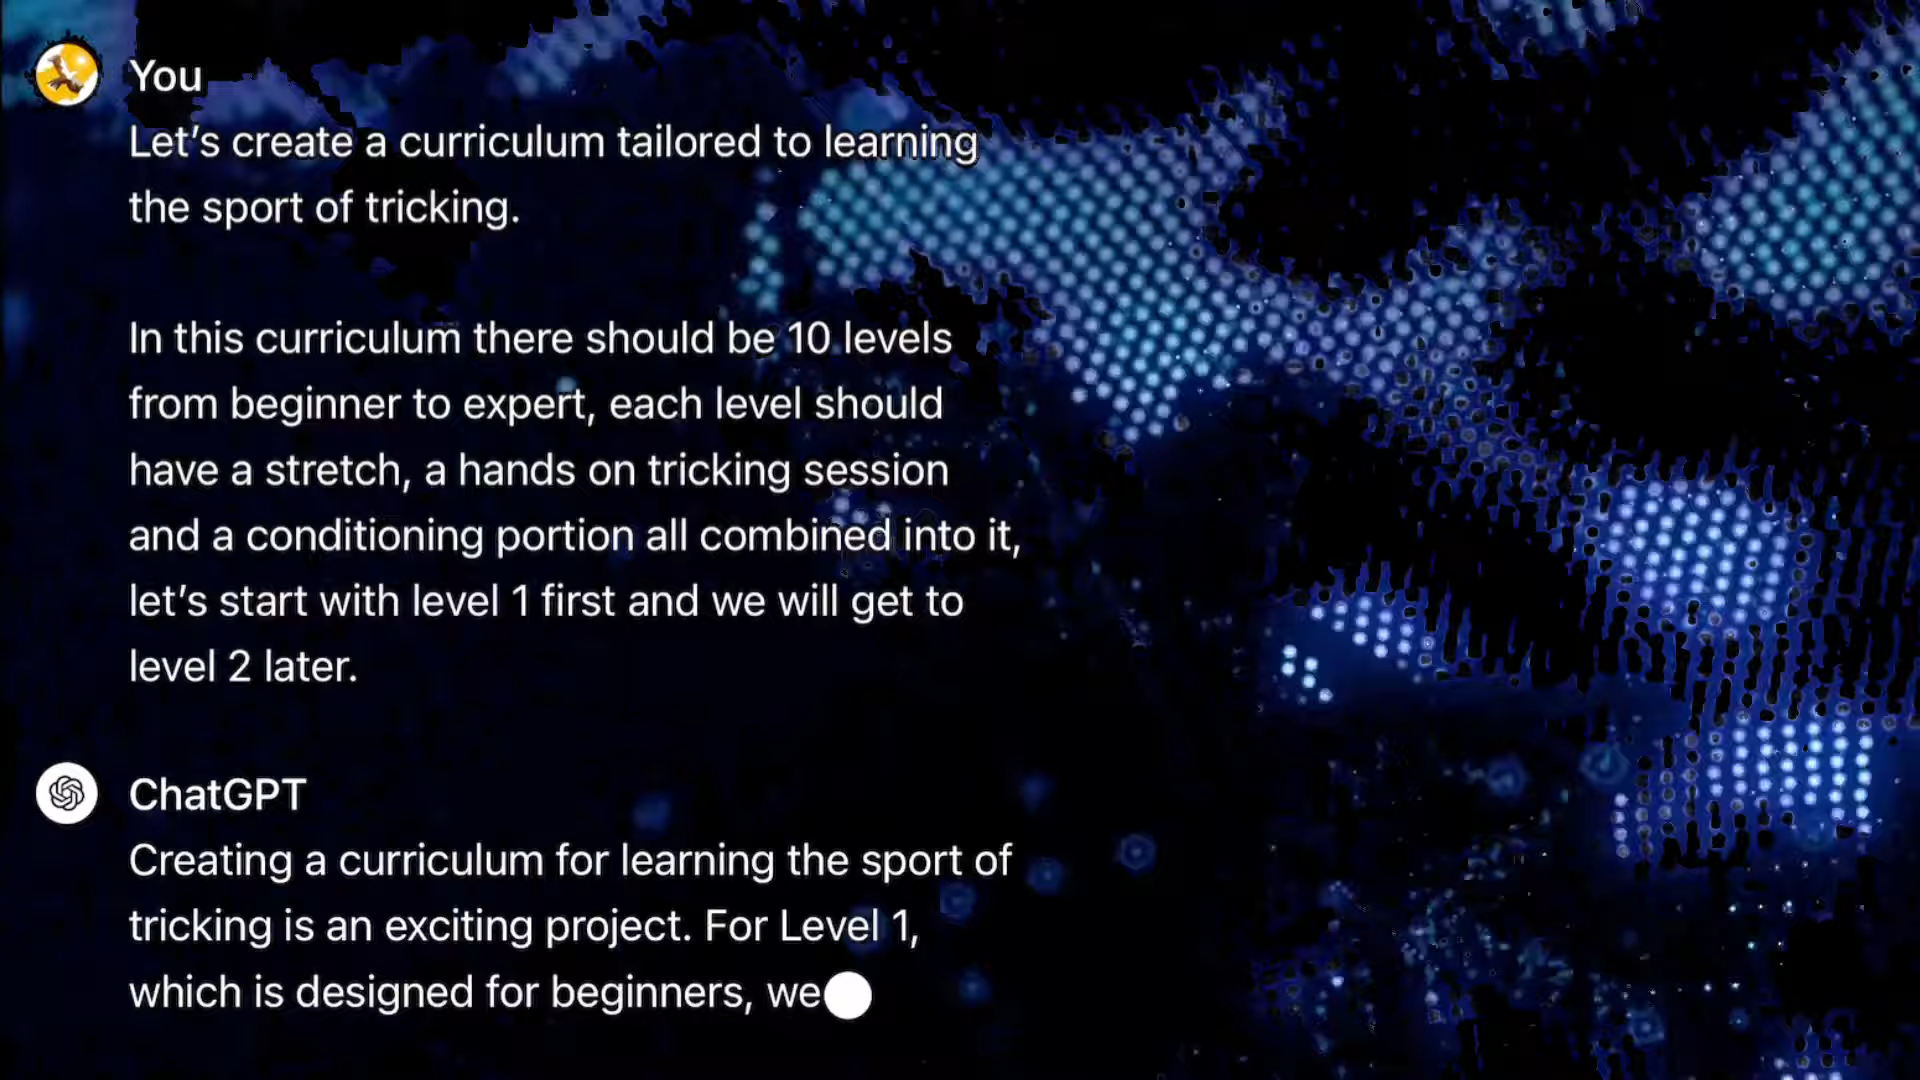 You
Let’s create a curriculum tailored to learning
the sport of tricking.
In this curriculum there should be 10 levels
from beginner to expert, each level should
have a stretch, a hands on tricking session
and a conditioning portion all combined into it,
let’s start with level 1 first and we will get to
level 2 later.
ChatGPT
Creating a curriculum for learning the sport of
tricking is an exciting project. For Level 1,
which is designed for beginners, we